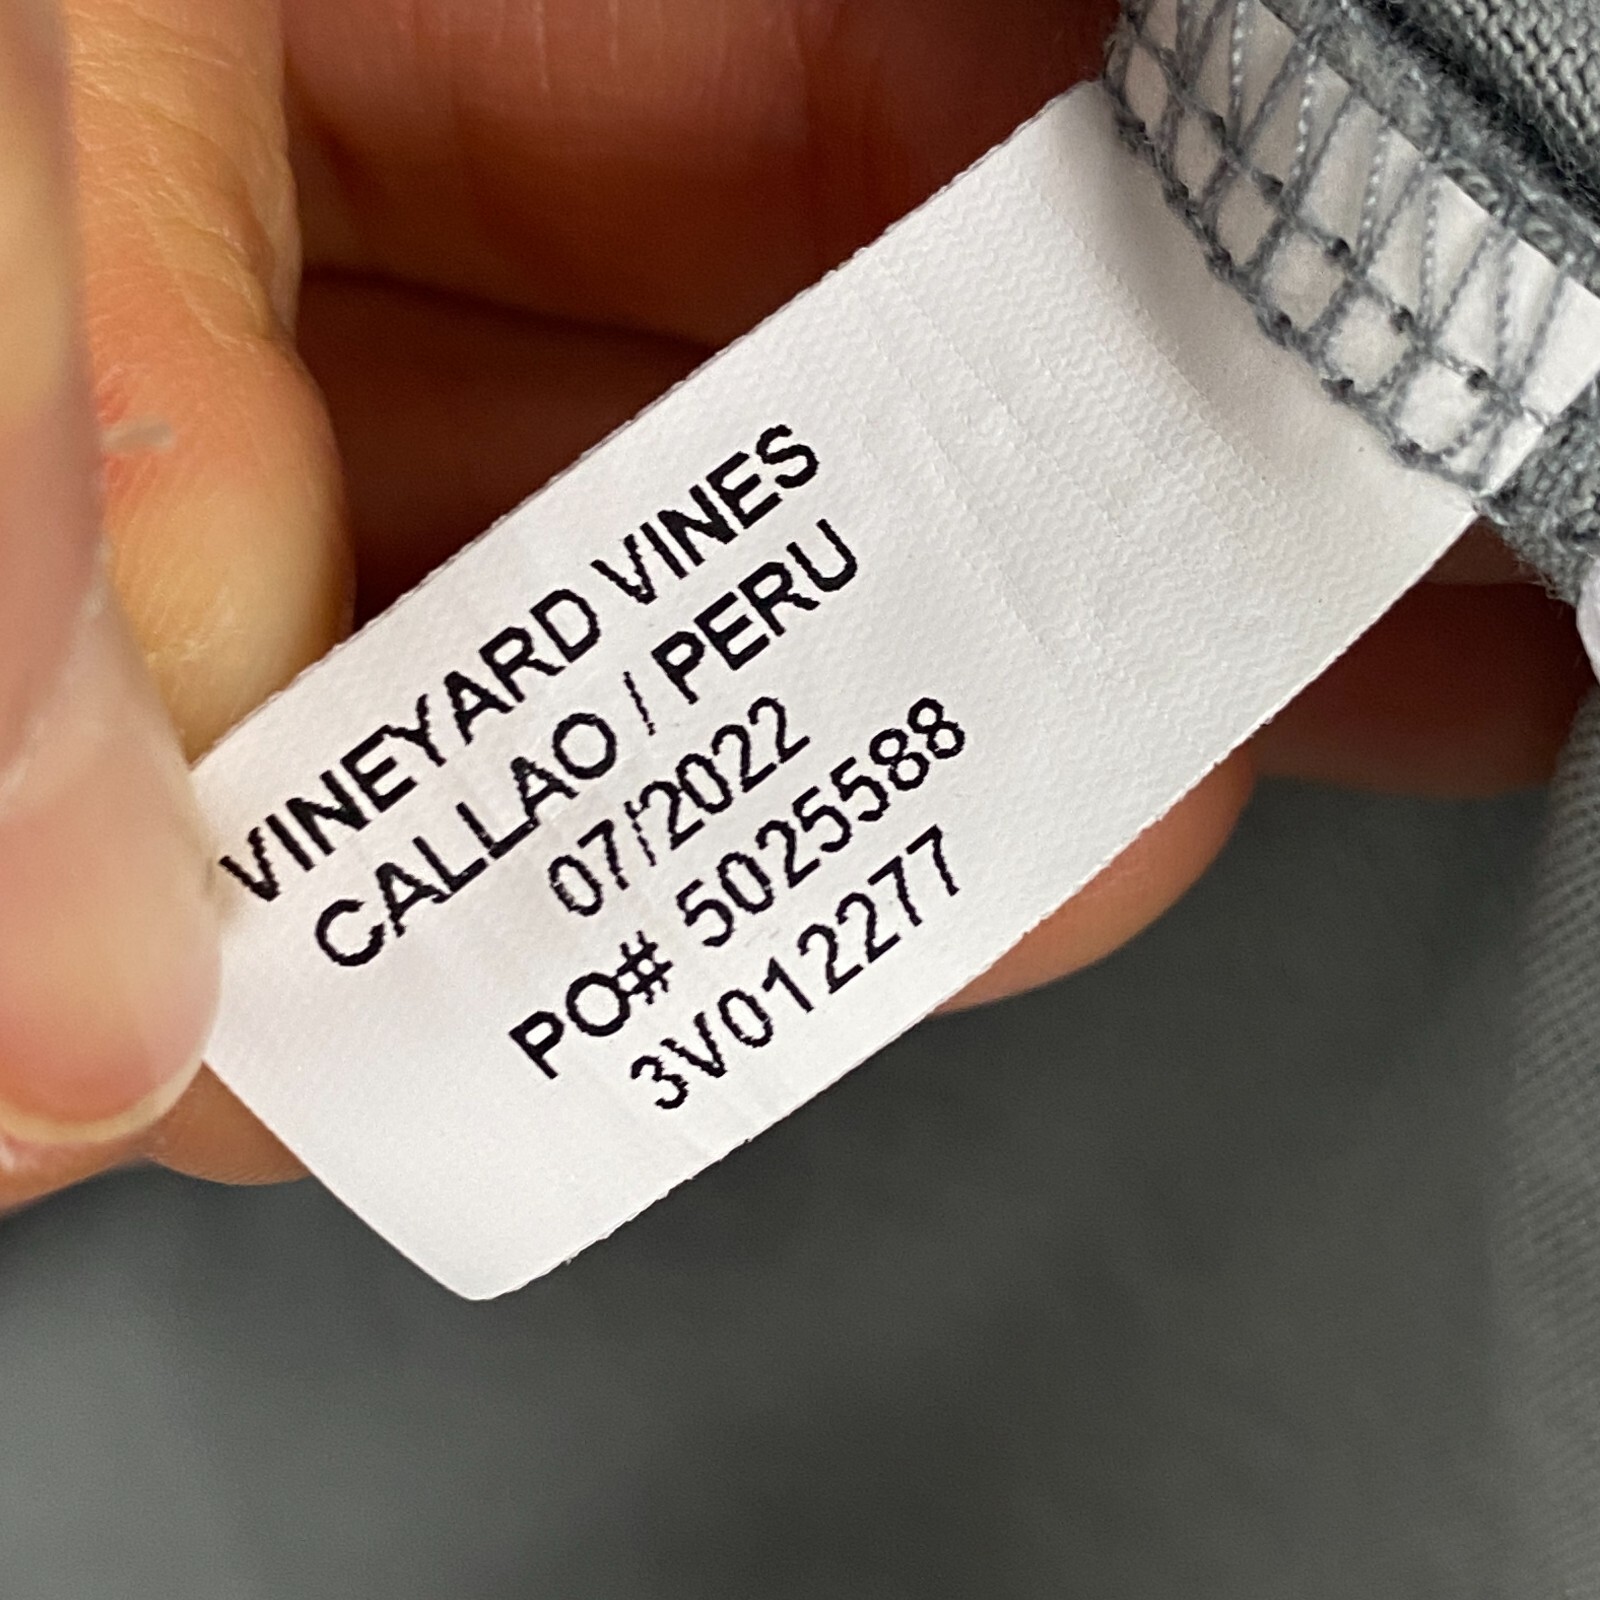 VINEYARD VINES
CALLAO / PERU
07/2022
PO# 5025588
3V012277